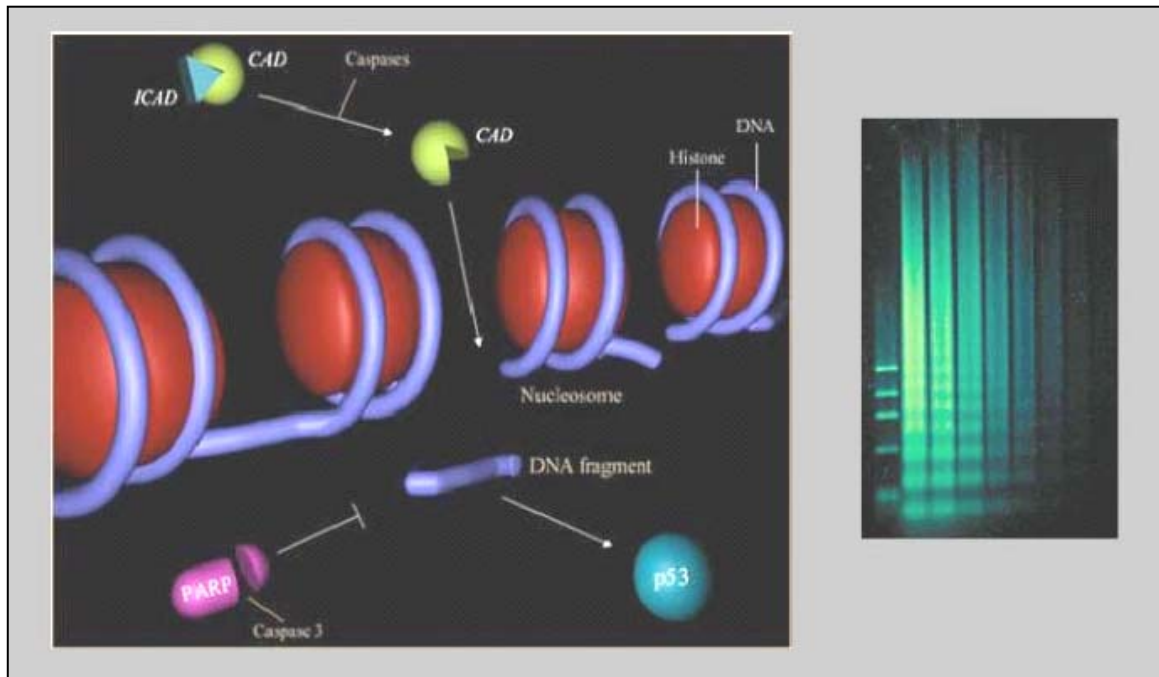 CAD
Caspases
ICAD
CAD
DNA
Histone
Nucleosome
DNA fragment
PARP
p53
Caspase 3